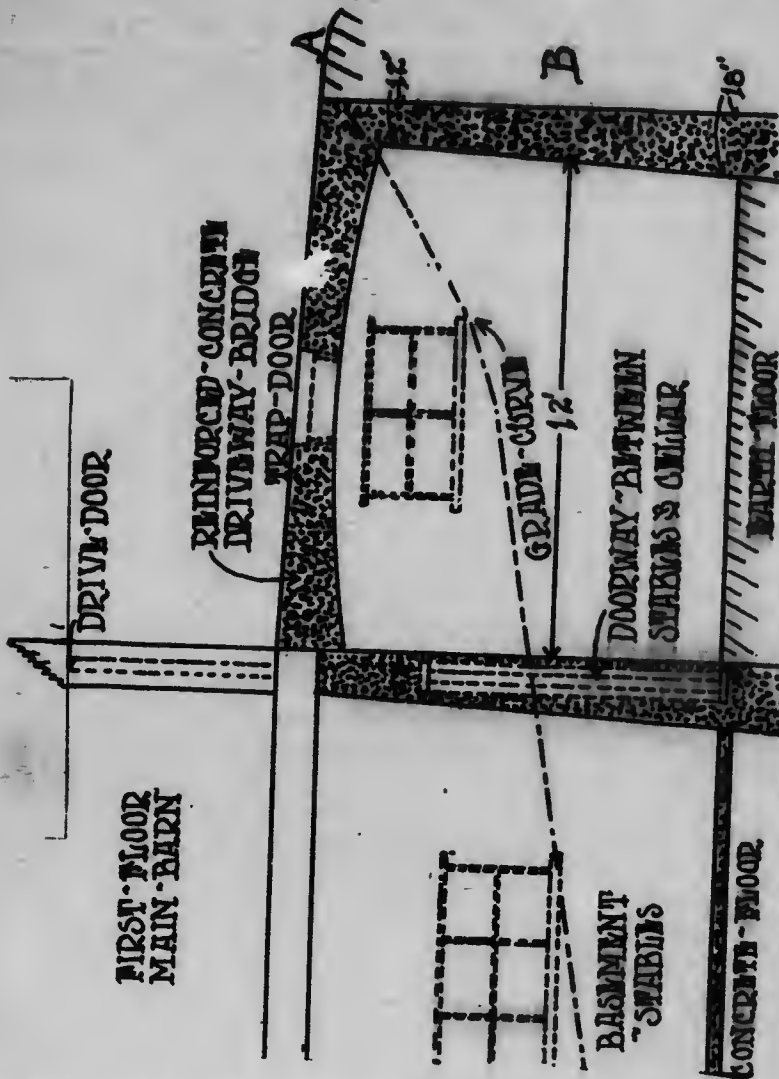 DRIVE-DOOR
FIRST-FLOOR
MAIN-BARN
REINFORCED-CONCRETE
DRIVEWAY-BRIDGE
TRAP-DOOR
A
12"
B
18"
GRADE-CURVE
12'
DOORWAY-BETWEEN
STABLES & CELLAR
EARTH-FLOOR
BASEMENT
STABLES
CONCRETE-FLOOR